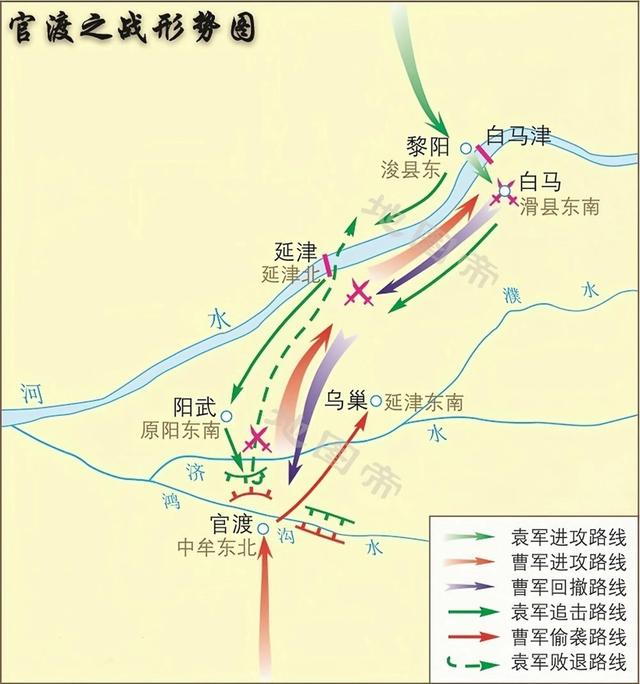 官渡之战形势图
黎阳
浚县东
白马津
白马
滑县东南
延津
延津北
河
水
濮
水
阳武
原阳东南
乌巢
延津东南
济
水
鸿
沟
水
官渡
中牟东北
地图帝
地图帝
袁军进攻路线
曹军进攻路线
曹军回撤路线
袁军追击路线
曹军偷袭路线
袁军败退路线